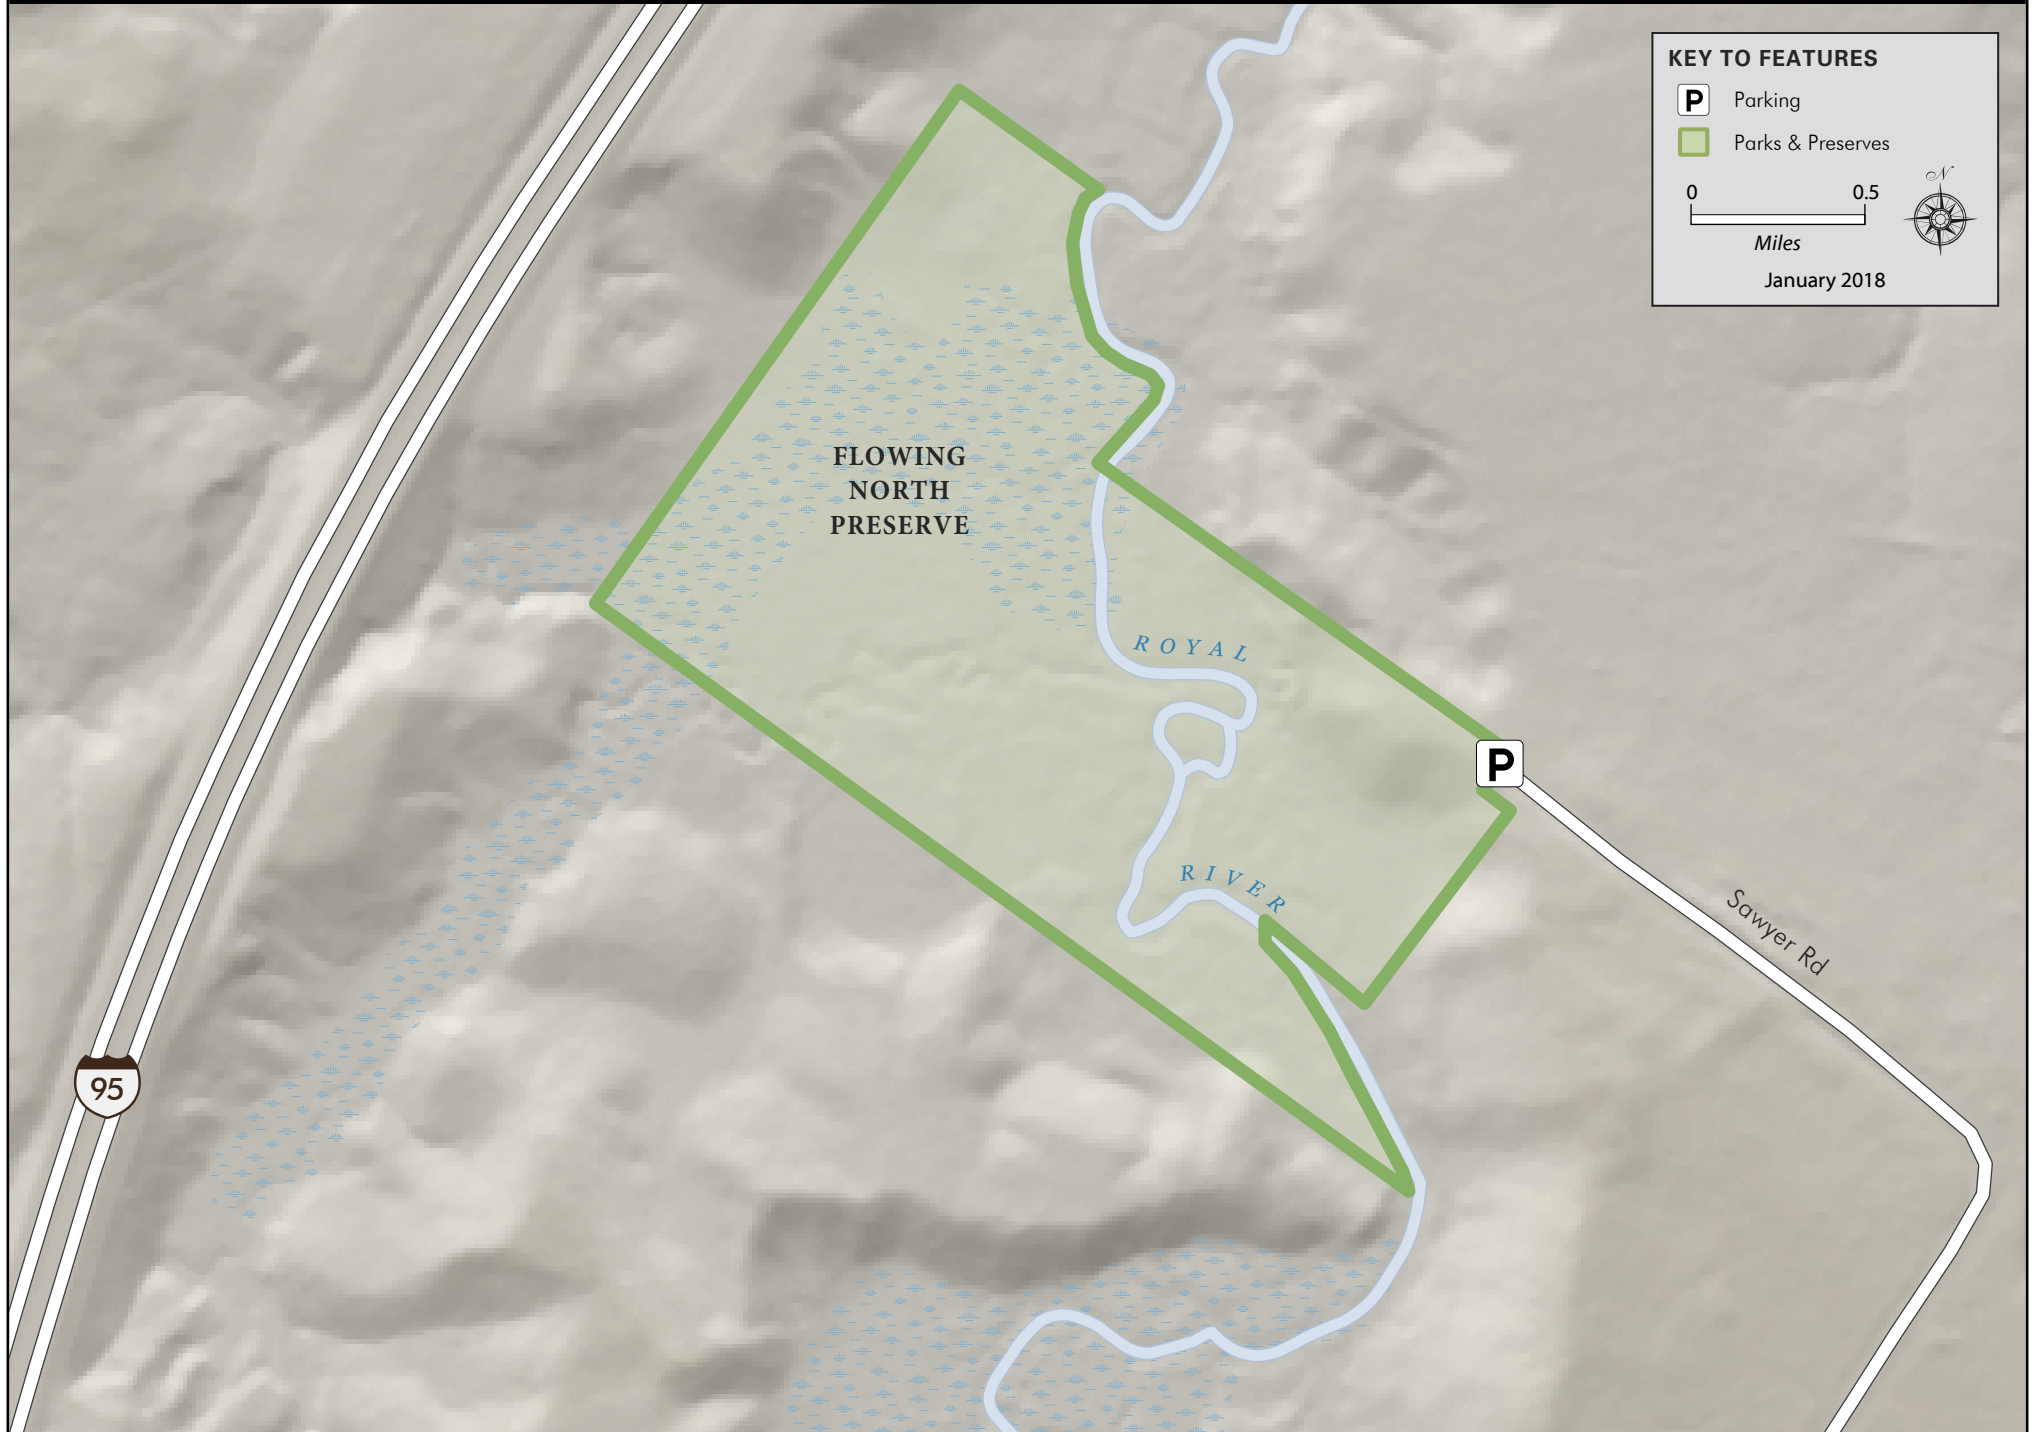 KEY TO FEATURES
P Parking
Parks & Preserves
N
0 0.5
Miles
January 2018
FLOWING
NORTH
PRESERVE
ROYAL
P
RIVER
Sawyer Rd
95